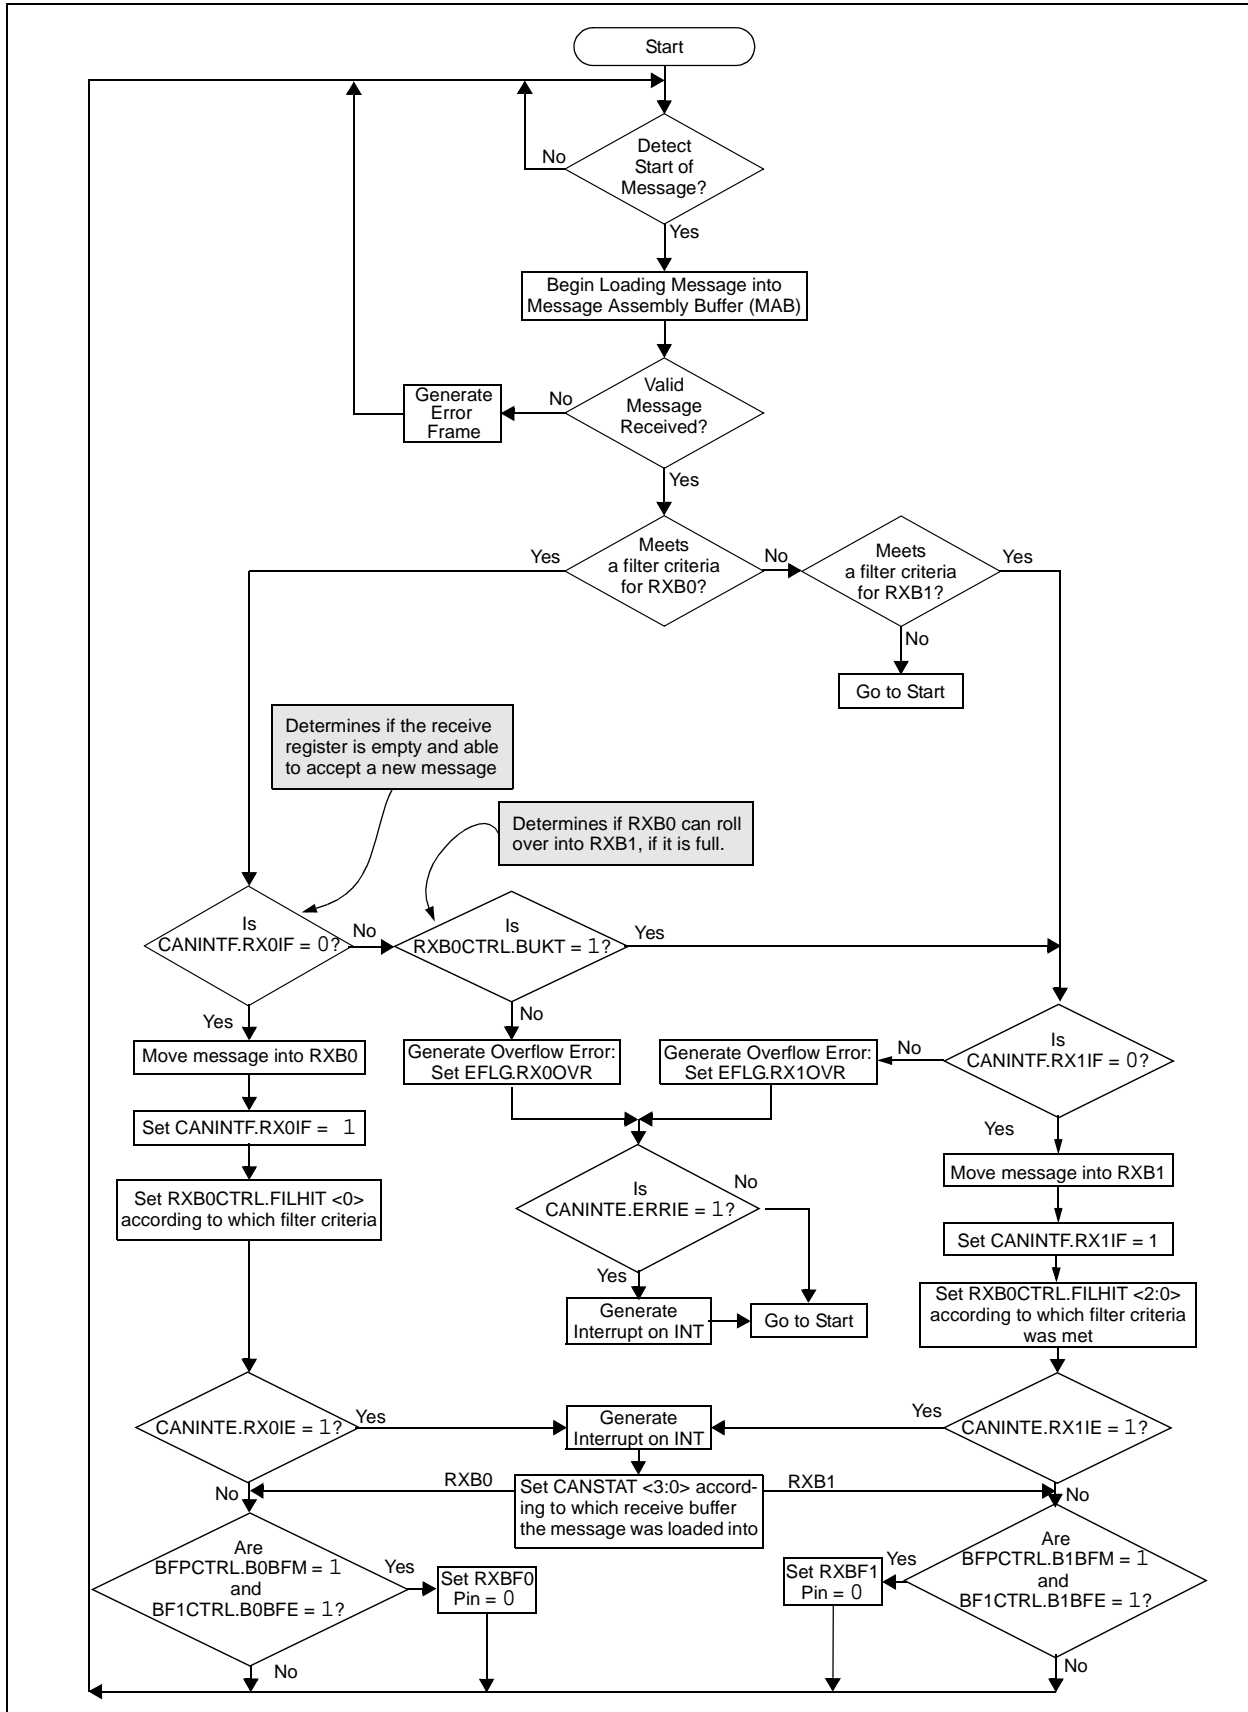 Start
Detect
Start of
Message?
No
Yes
Begin Loading Message into
Message Assembly Buffer (MAB)
Valid
Message
Received?
No
Generate
Error
Frame
Yes
Meets
a filter criteria
for RXB0?
Yes
No
Meets
a filter criteria
for RXB1?
Yes
No
Go to Start
Determines if the receive
register is empty and able
to accept a new message
Determines if RXB0 can roll
over into RXB1, if it is full.
Is
CANINTF.RX0IF = 0?
No
Is
RXB0CTRL.BUKT = 1?
Yes
Yes
No
Move message into RXB0
Generate Overflow Error:
Set EFLG.RX0OVR
Generate Overflow Error:
Set EFLG.RX1OVR
No
Is
CANINTF.RX1IF = 0?
Set CANINTF.RX0IF = 1
Yes
Set RXB0CTRL.FILHIT <0>
according to which filter criteria
Is
CANINTE.ERRIE = 1?
No
Yes
Move message into RXB1
Set CANINTF.RX1IF = 1
Generate
Interrupt on INT
Go to Start
Set RXB0CTRL.FILHIT <2:0>
according to which filter criteria
was met
CANINTE.RX0IE = 1?
Yes
Generate
Interrupt on INT
Yes
CANINTE.RX1IE = 1?
No
RXB0
Set CANSTAT <3:0> accord-
ing to which receive buffer
the message was loaded into
RXB1
No
Are
BFPCTRL.B0BFM = 1
and
BF1CTRL.B0BFE = 1?
Yes
Set RXBF0
Pin = 0
Set RXBF1
Pin = 0
Yes
Are
BFPCTRL.B1BFM = 1
and
BF1CTRL.B1BFE = 1?
No
No